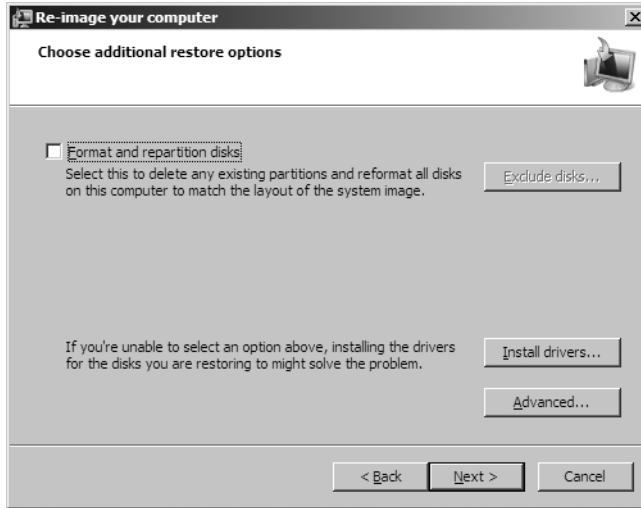 Re-image your computer
Choose additional restore options
Format and repartition disks
Select this to delete any existing partitions and reformat all disks
on this computer to match the layout of the system image.
Exclude disks...
If you're unable to select an option above, installing the drivers
for the disks you are restoring to might solve the problem.
Install drivers...
Advanced...
< Back
Next >
Cancel